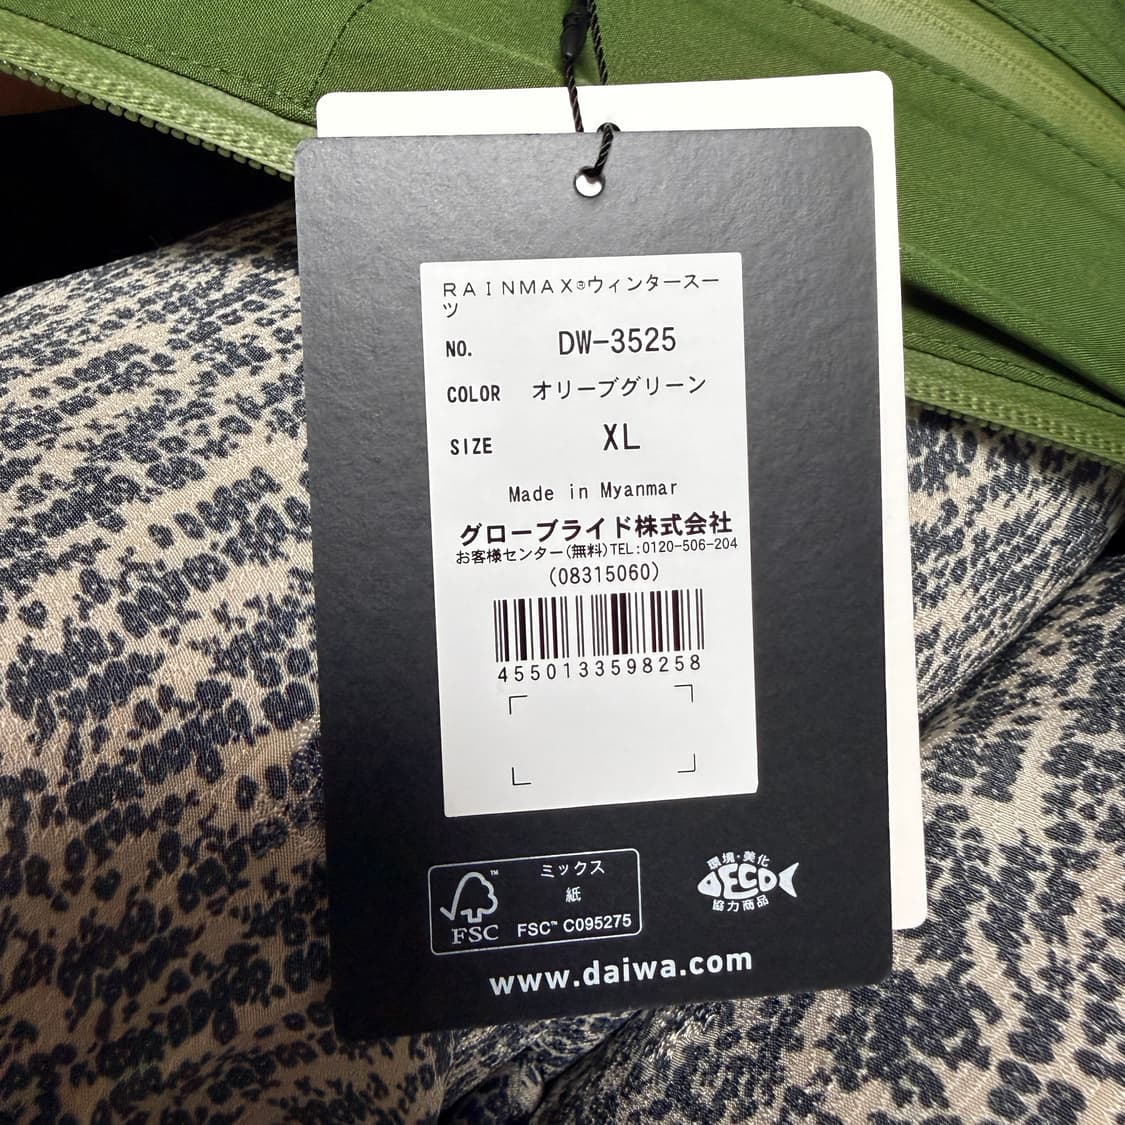 ＲＡＩＮＭＡＸ®ウィンタースー
ツ
NO. DW-3525
COLOR オリーブグリーン
SIZE XL
Made in Myanmar
グローブライド株式会社
お客様センター(無料)TEL:0120-506-204
(08315060)
4550133598258
ミックス
紙
FSC™ C095275
FSC
環境・美化
ECO
協力商品
www.daiwa.com